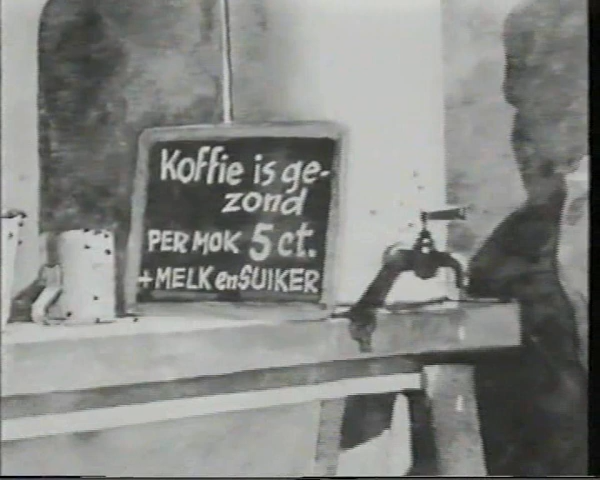 Koffie is ge-
zond
PER MOK 5 ct.
+ MELK en SUIKER